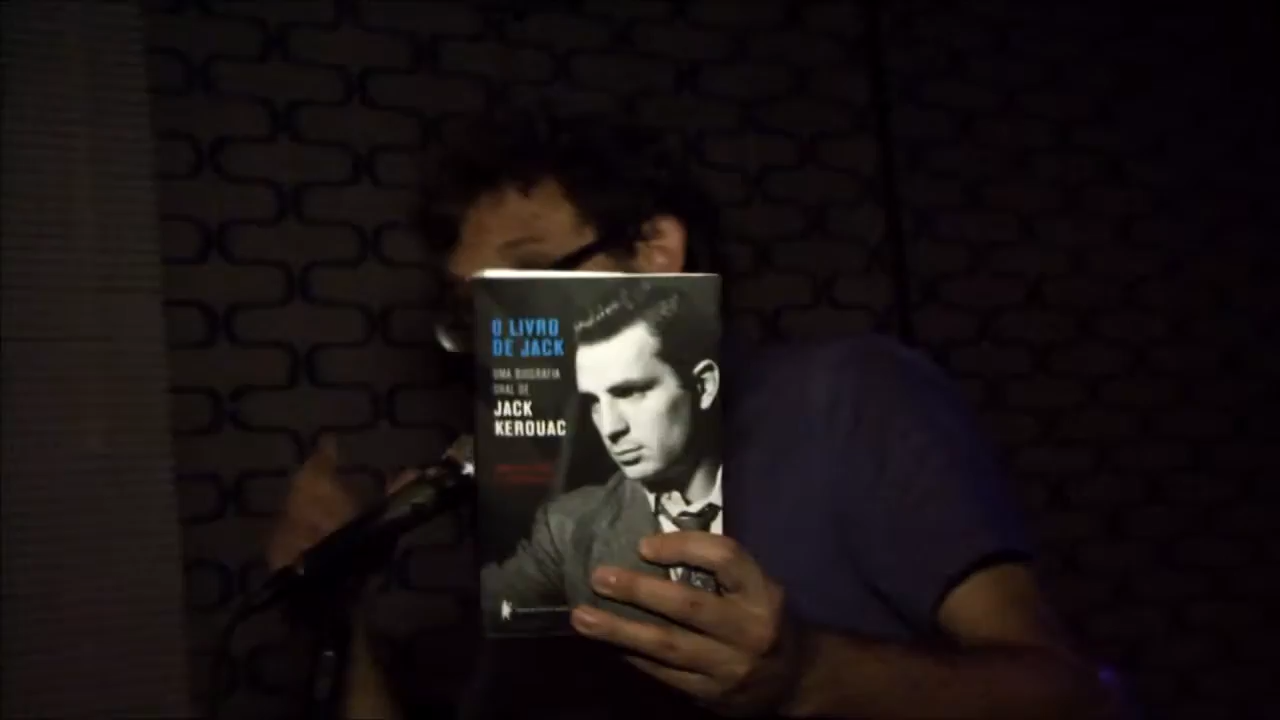 O LIVRO
DE JACK
UMA BIOGRAFIA
ORAL DE
JACK
KEROUAC